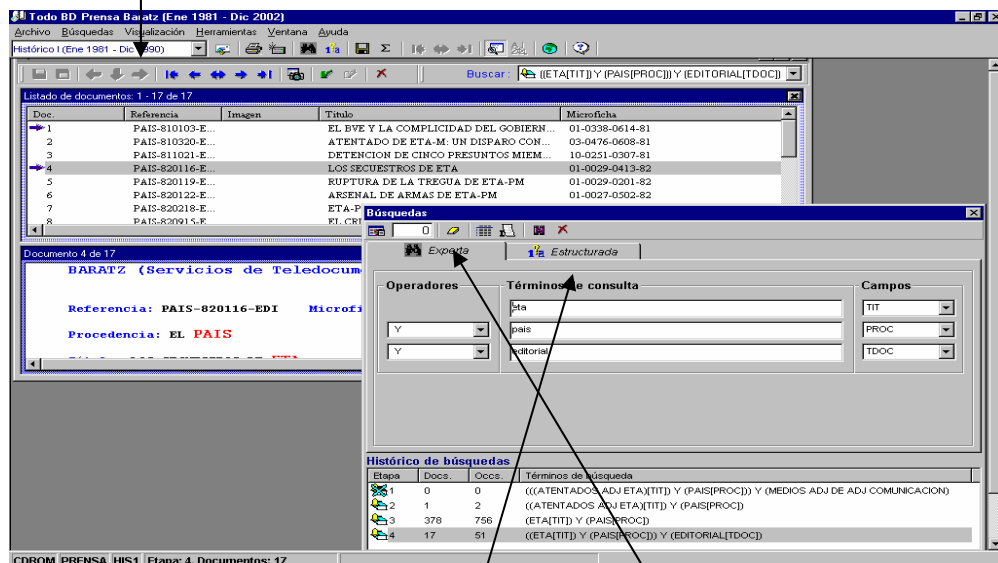 Todo BD Prensa Baratz (Ene 1981 - Dic 2002)
Archivo Búsquedas Visualización Herramientas Ventana Ayuda
Histórico I (Ene 1981 - Dic 1990)
Buscar: ((ETA[TIT]) Y (PAIS[PROC])) Y (EDITORIAL[TDOC])
Listado de documentos: 1 - 17 de 17
Doc. Referencia Imagen Título Microficha
1 PAIS-810103-E... EL BVE Y LA COMPLICIDAD DEL GOBIERN... 01-0338-0614-81
2 PAIS-810320-E... ATENTADO DE ETA-M: UN DISPARO CON... 03-0476-0608-81
3 PAIS-811021-E... DETENCION DE CINCO PRESUNTOS MIEM... 10-0251-0307-81
4 PAIS-820116-E... LOS SECUESTROS DE ETA 01-0029-0413-82
5 PAIS-820119-E... RUPTURA DE LA TREGUA DE ETA-PM 01-0029-0201-82
6 PAIS-820122-E... ARSENAL DE ARMAS DE ETA-PM 01-0027-0502-82
7 PAIS-820218-E... ETA-P
8 PAIS-820915-E... EL CRI
Documento 4 de 17
BARATZ (Servicios de Teledocum
Referencia: PAIS-820116-EDI Microfi
Procedencia: EL PAIS
Búsquedas
0
Experta 1ª Estructurada
Operadores Términos de consulta Campos
eta TIT
Y pais PROC
Y editorial TDOC
Histórico de búsquedas
Etapa Docs. Occs. Términos de búsqueda
1 0 0 (((ATENTADOS ADJ ETA)[TIT]) Y (PAIS[PROC])) Y (MEDIOS ADJ DE ADJ COMUNICACION)
2 1 2 ((ATENTADOS ADJ ETA)[TIT]) Y (PAIS[PROC])
3 378 756 (ETA[TIT]) Y (PAIS[PROC])
4 17 51 ((ETA[TIT]) Y (PAIS[PROC])) Y (EDITORIAL[TDOC])
CDROM PRENSA HIS1 Etapa: 4. Documentos: 17